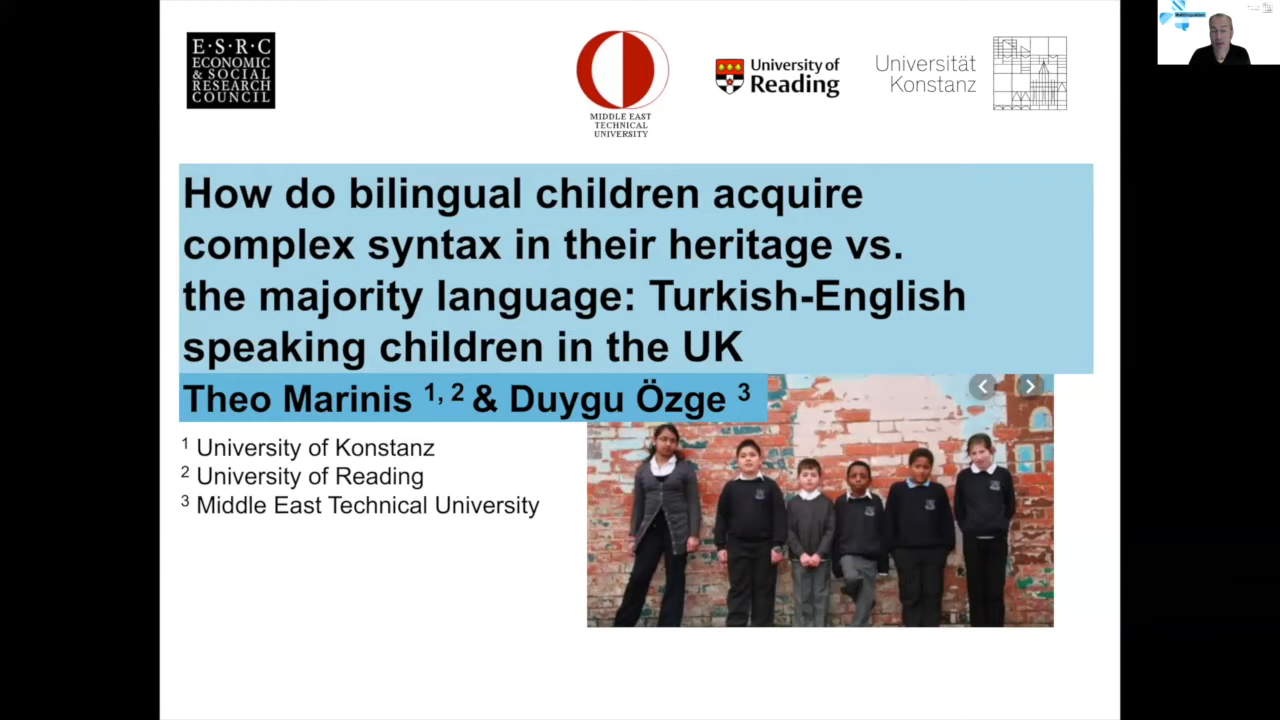 E·S·R·C
ECONOMIC
& SOCIAL
RESEARCH
COUNCIL
MIDDLE EAST
TECHNICAL
UNIVERSITY
University of
Reading
Universität
Konstanz
How do bilingual children acquire
complex syntax in their heritage vs.
the majority language: Turkish-English
speaking children in the UK
Theo Marinis 1, 2 & Duygu Özge 3
1 University of Konstanz
2 University of Reading
3 Middle East Technical University